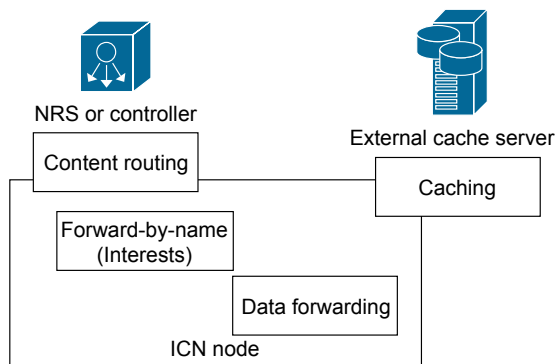 NRS or controller
External cache server
Content routing
Caching
Forward-by-name
(Interests)
Data forwarding
ICN node